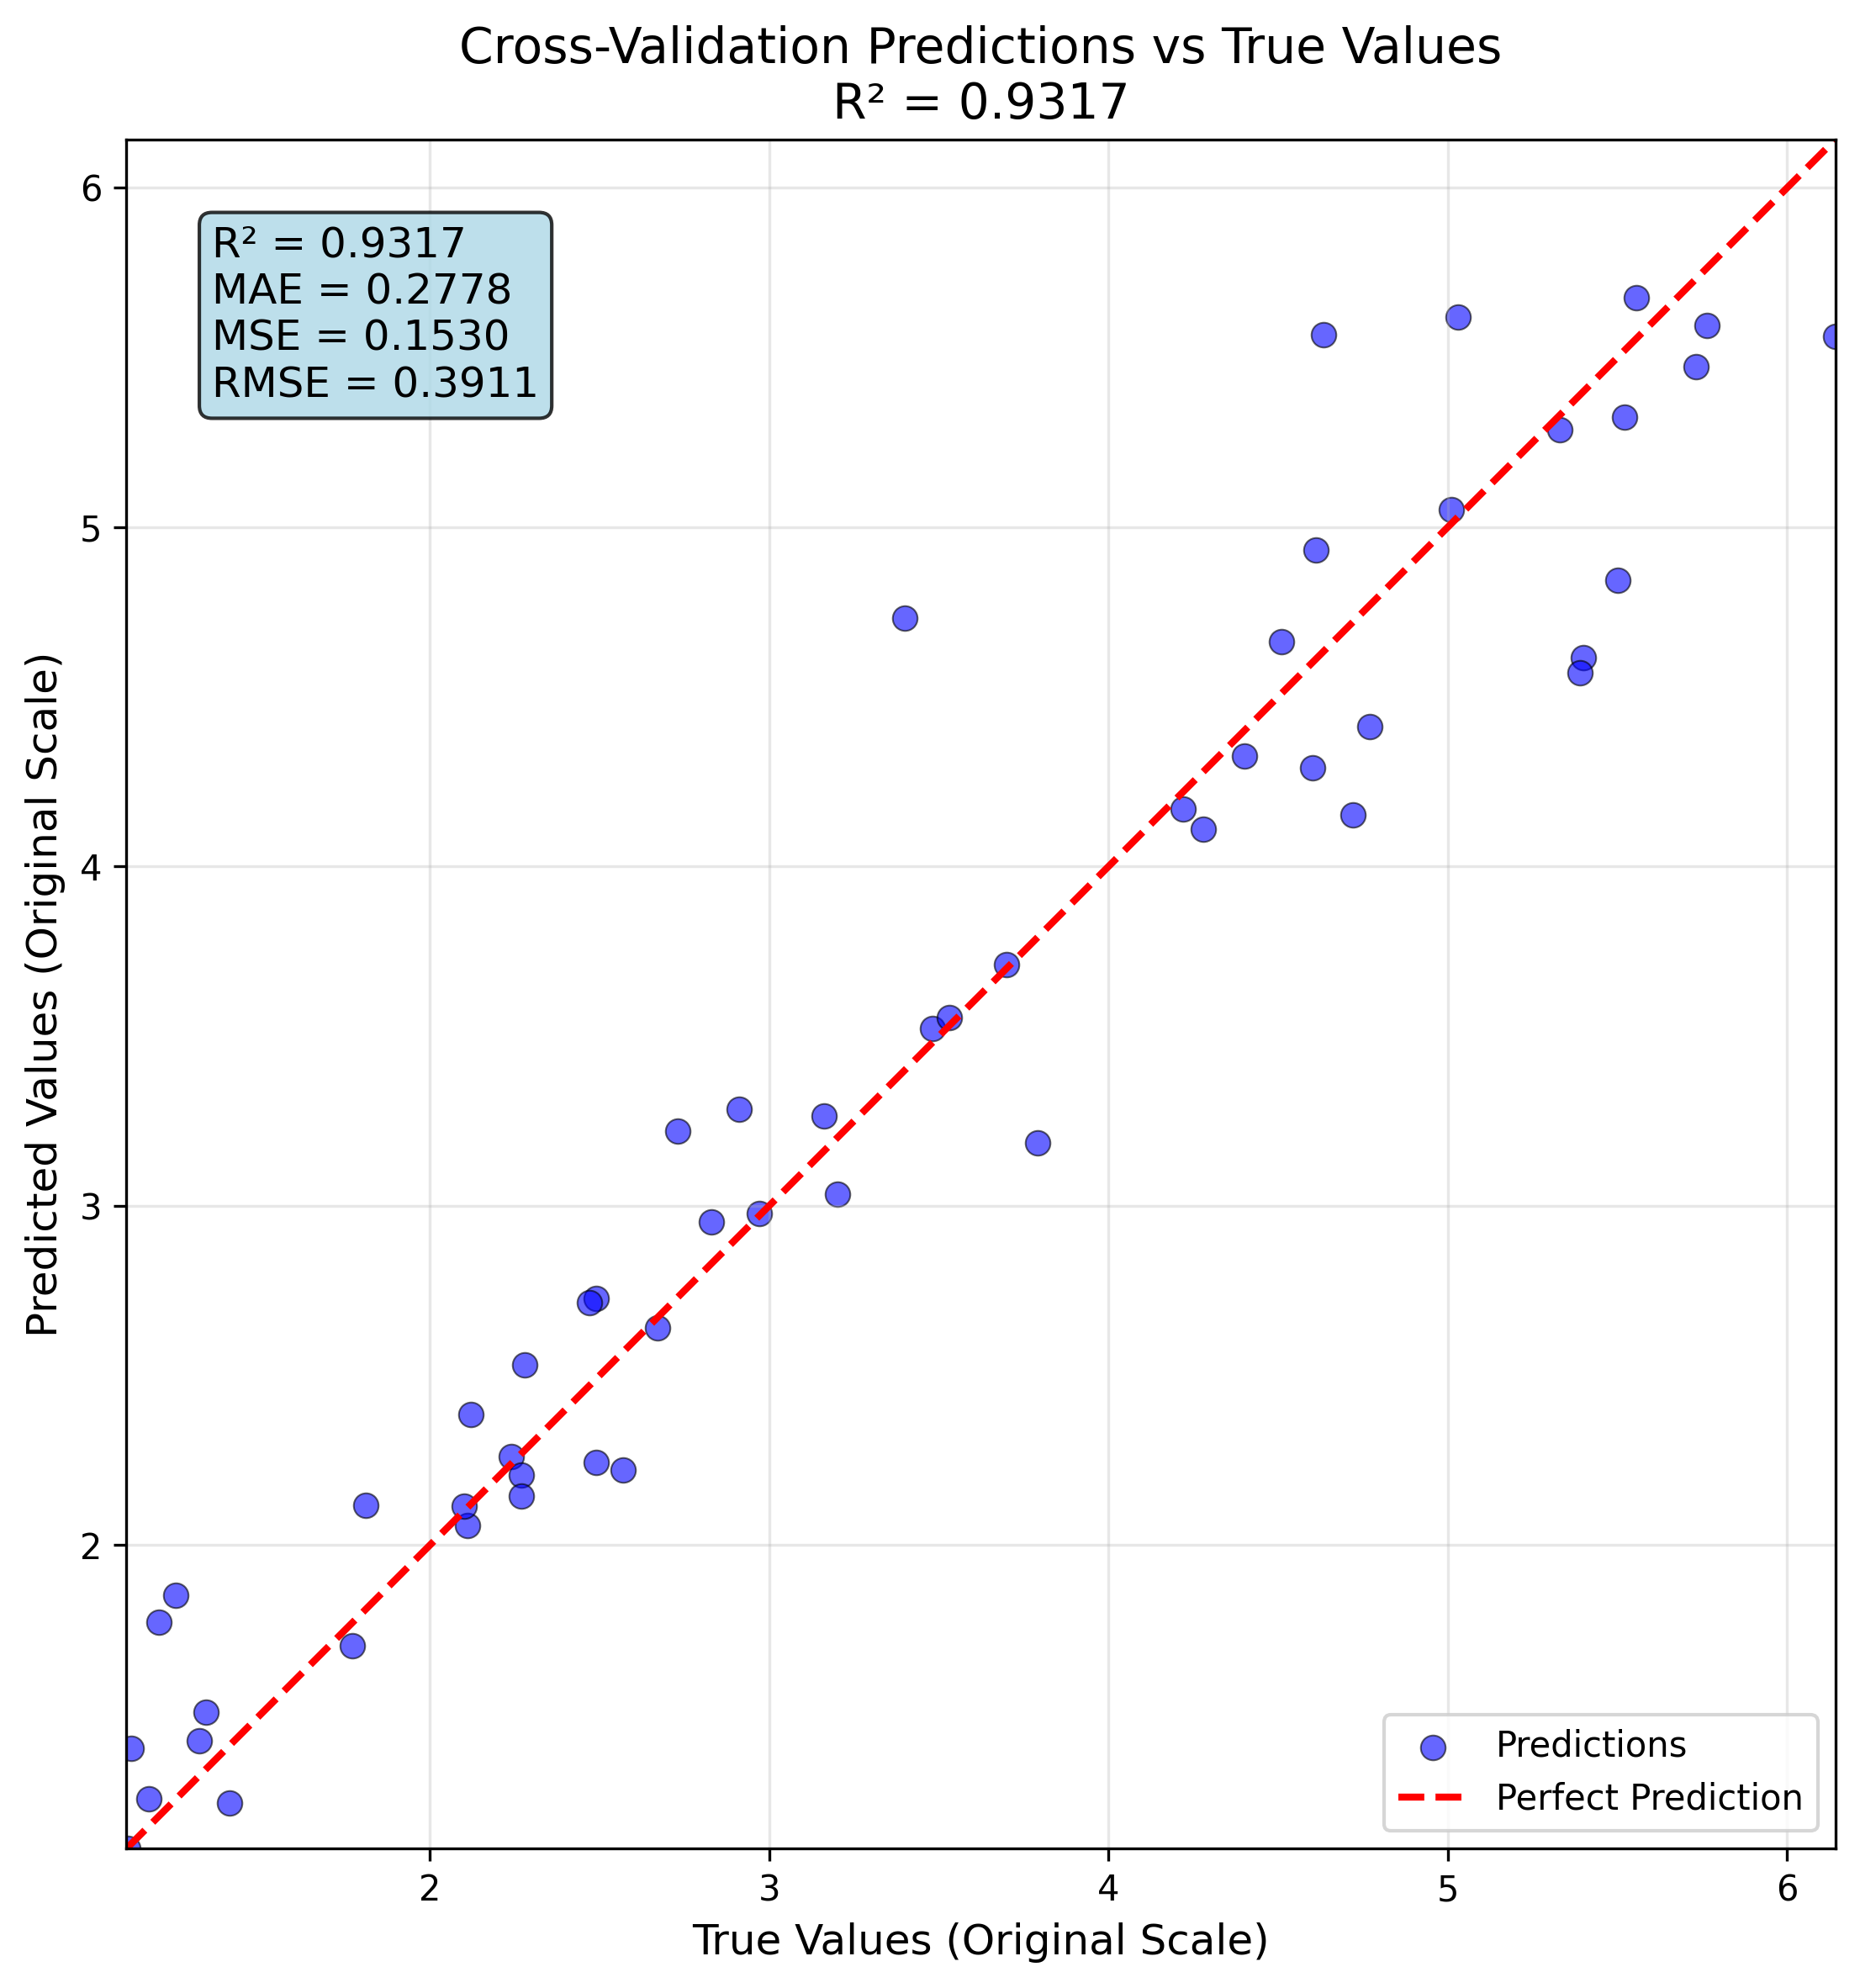 Cross-Validation Predictions vs True Values
R² = 0.9317
R² = 0.9317
MAE = 0.2778
MSE = 0.1530
RMSE = 0.3911
Predicted Values (Original Scale)
6
5
4
3
2
Predictions
Perfect Prediction
2 3 4 5 6
True Values (Original Scale)